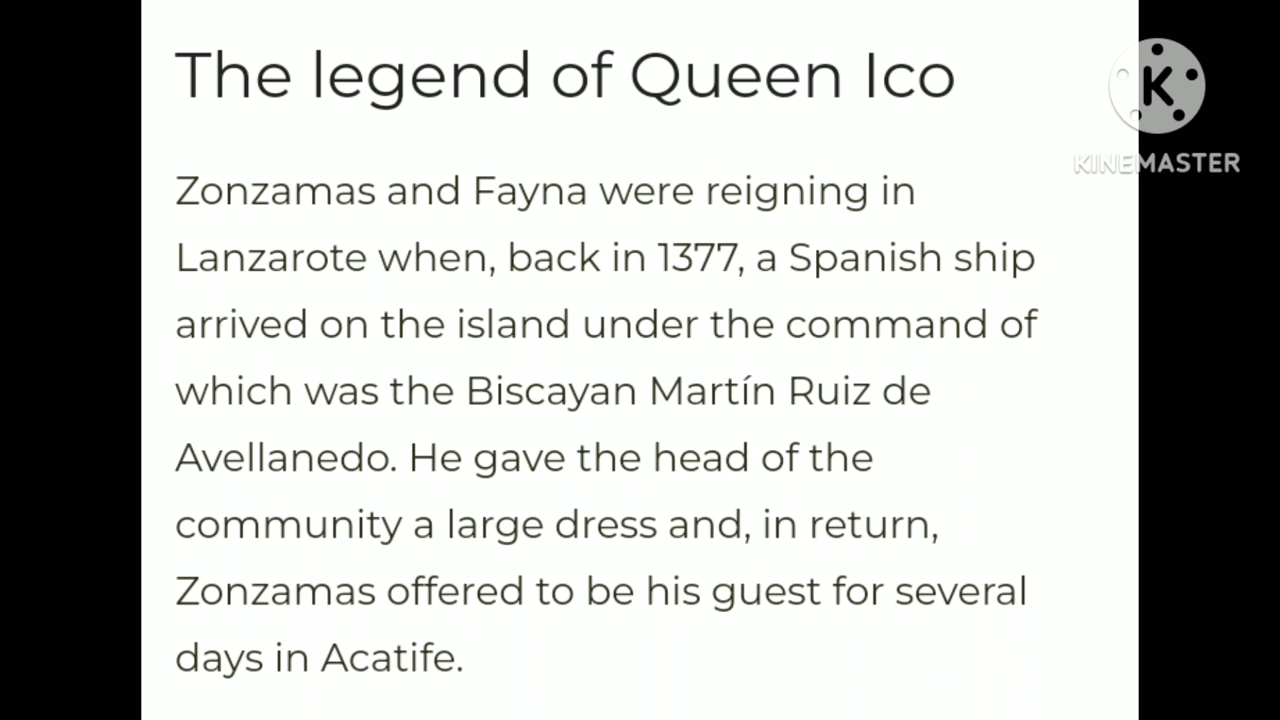 The legend of Queen Ico
Zonzamas and Fayna were reigning in
Lanzarote when, back in 1377, a Spanish ship
arrived on the island under the command of
which was the Biscayan Martín Ruiz de
Avellanedo. He gave the head of the
community a large dress and, in return,
Zonzamas offered to be his guest for several
days in Acatife.
K
KINEMASTER